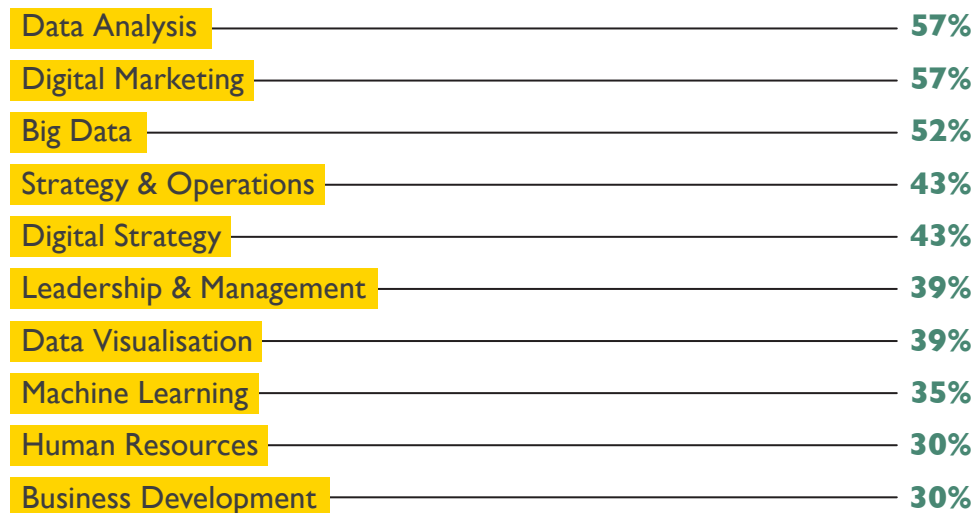 Data Analysis 57%
Digital Marketing 57%
Big Data 52%
Strategy & Operations 43%
Digital Strategy 43%
Leadership & Management 39%
Data Visualisation 39%
Machine Learning 35%
Human Resources 30%
Business Development 30%